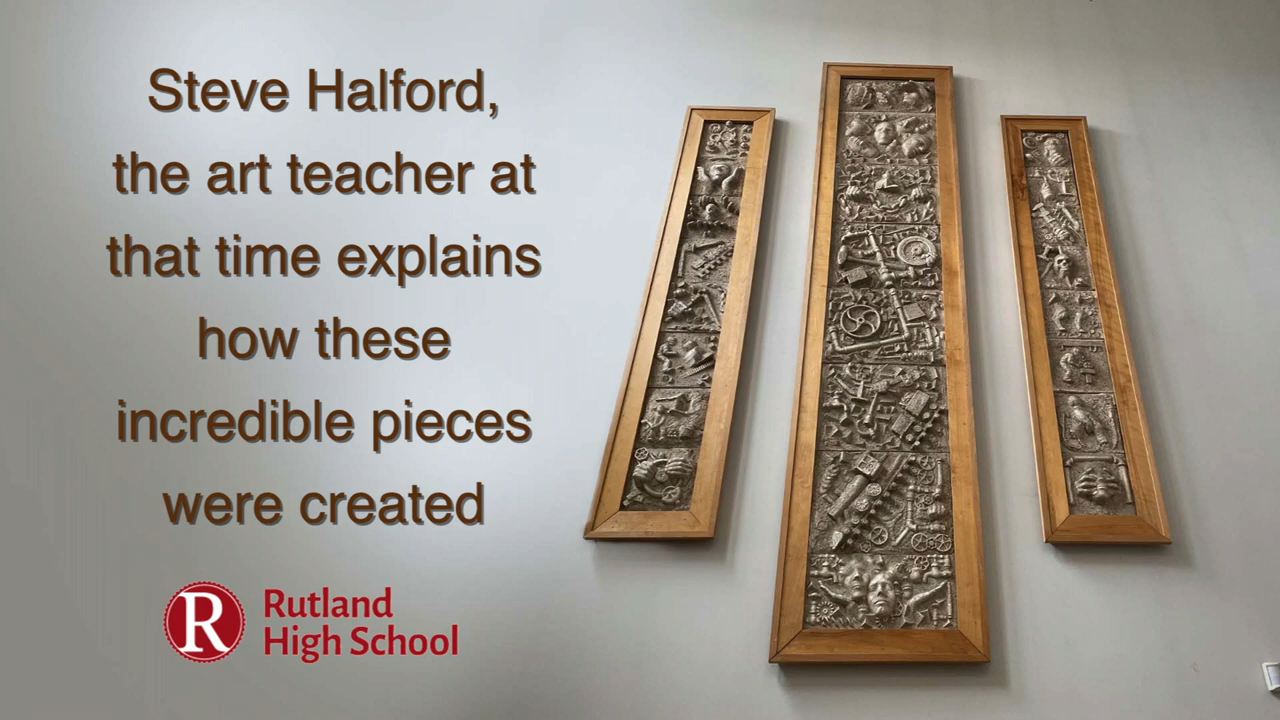 Steve Halford,
the art teacher at
that time explains
how these
incredible pieces
were created
R
Rutland
High School